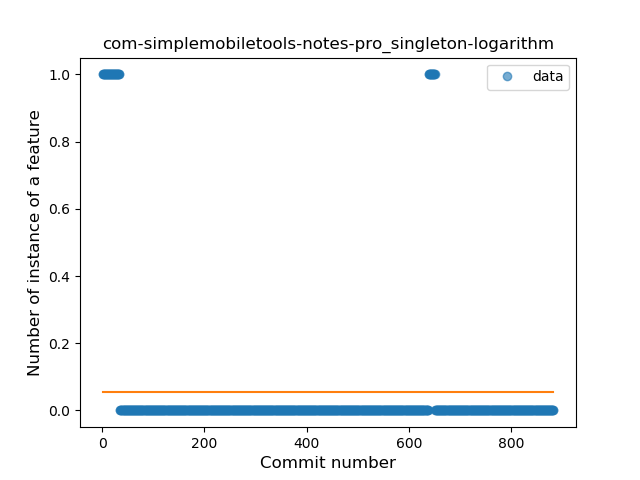 com-simplemobiletools-notes-pro_singleton-logarithm
data
Number of instance of a feature
1.0
0.8
0.6
0.4
0.2
0.0
0 200 400 600 800
Commit number